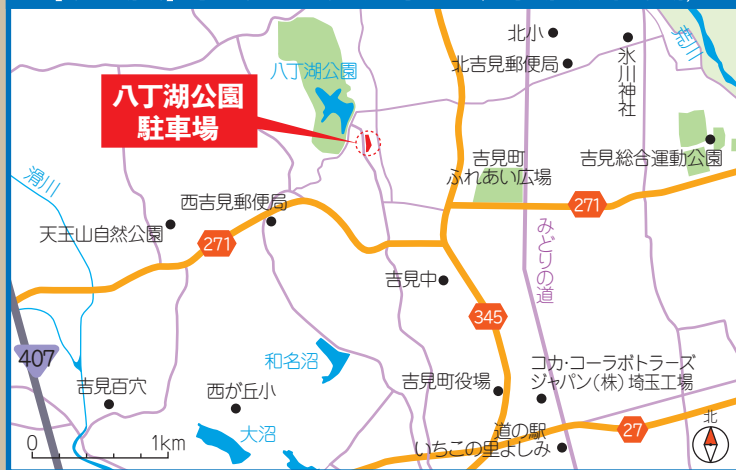 北小
荒川
八丁湖公園
北吉見郵便局
氷川神社
八丁湖公園
駐車場
吉見町
ふれあい広場
吉見総合運動公園
滑川
西吉見郵便局
271
天王山自然公園
271
みどりの道
吉見中
345
407
和名沼
コカ・コーラボトラーズ
ジャパン(株)埼玉工場
吉見百穴
西が丘小
吉見町役場
北
大沼
道の駅
いちごの里よしみ
27
0 1km